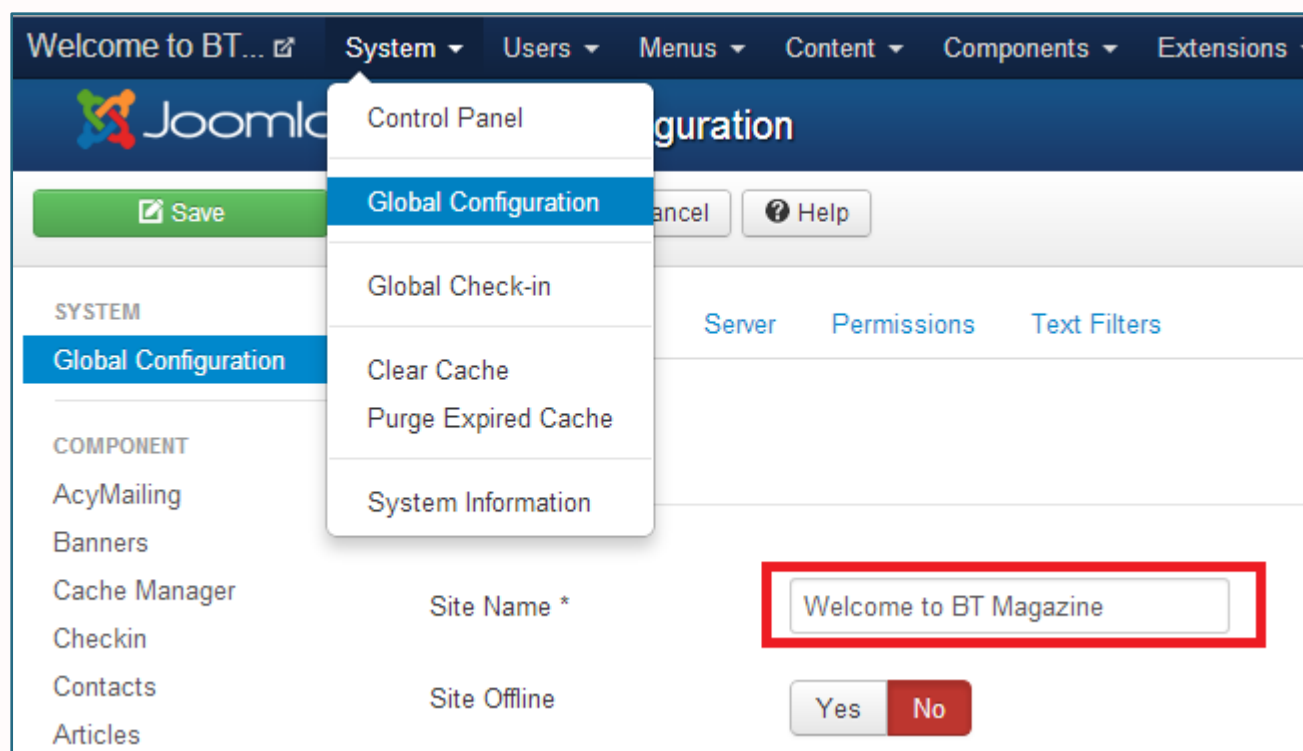 Welcome to BT... System Users Menus Content Components Extensions
Joomla guration
Save ancel Help
Control Panel
Global Configuration
Global Check-in
Clear Cache
Purge Expired Cache
System Information
SYSTEM
Global Configuration
COMPONENT
AcyMailing
Banners
Cache Manager
Checkin
Contacts
Articles
Server Permissions Text Filters
Site Name * Welcome to BT Magazine
Site Offline Yes No